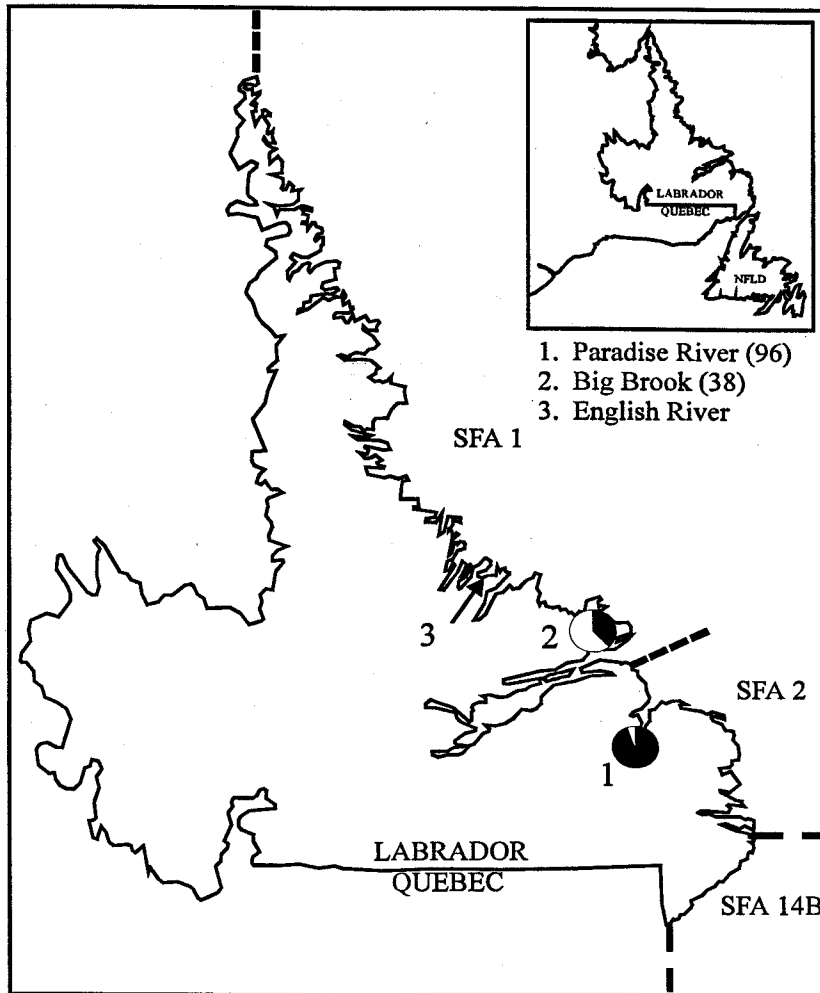 LABRADOR
QUEBEC
NFLD
1. Paradise River (96)
2. Big Brook (38)
3. English River
SFA 1
3
2
SFA 2
1
LABRADOR
QUEBEC
SFA 14B